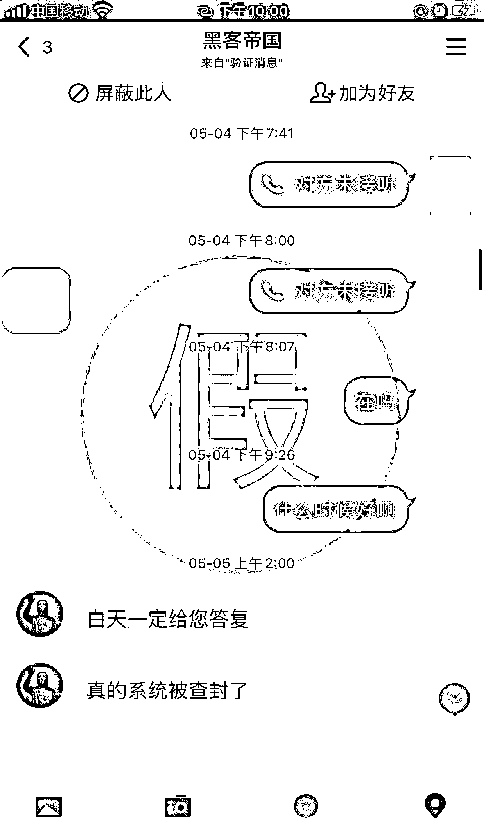 中国移动 下午10:00
3
黑客帝国
来自"验证消息"
屏蔽此人
加为好友
05-04 下午7:41
对方未接听
05-04 下午8:00
对方未接听
05-04 下午8:07
在吗
05-04 下午9:26
什么时候好啊
05-05 上午2:00
白天一定给您答复
真的系统被查封了
假